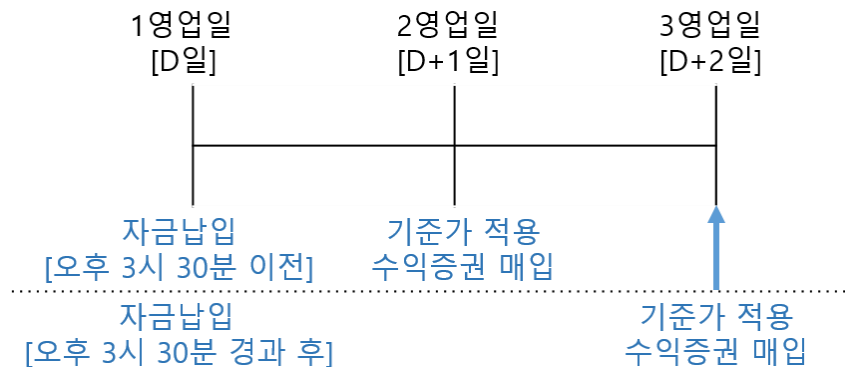 1영업일
[D일]
2영업일
[D+1일]
3영업일
[D+2일]
자금납입
[오후 3시 30분 이전]
기준가 적용
수익증권 매입
자금납입
[오후 3시 30분 경과 후]
기준가 적용
수익증권 매입